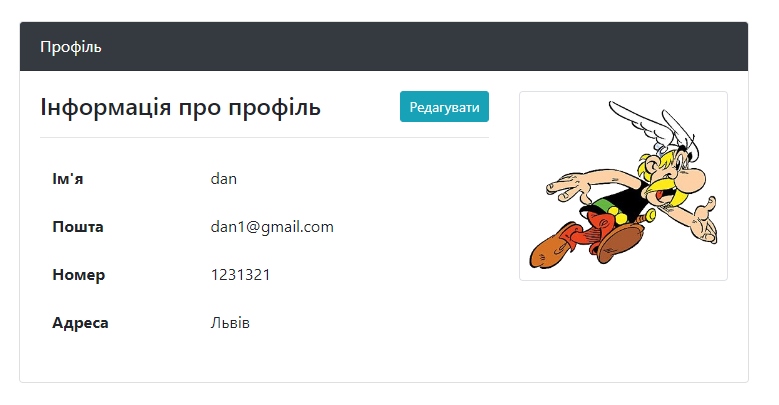 Профіль
Інформація про профіль Редагувати
Ім'я dan
Пошта dan1@gmail.com
Номер 1231321
Адреса Львів